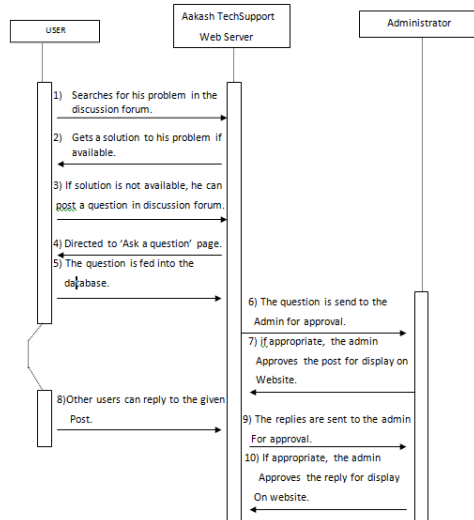 USER
Aakash TechSupport
Web Server
Administrator
1) Searches for his problem in the
discussion forum.
2) Gets a solution to his problem if
available.
3) If solution is not available, he can
post a question in discussion forum.
4) Directed to 'Ask a question' page.
5) The question is fed into the
database.
6) The question is send to the
Admin for approval.
7) if appropriate, the admin
Approves the post for display on
Website.
8)Other users can reply to the given
Post.
9) The replies are sent to the admin
For approval.
10) If appropriate, the admin
Approves the reply for display
On website.